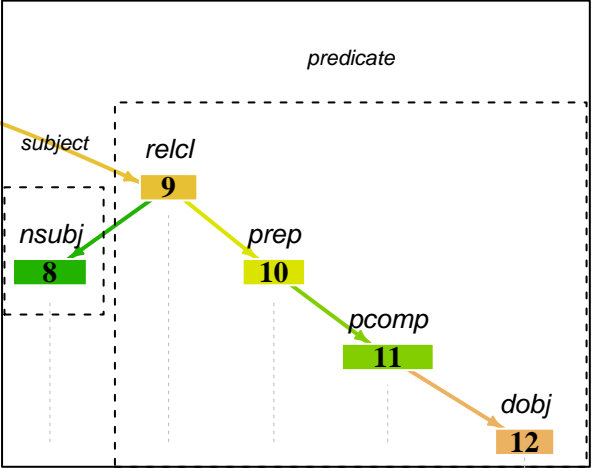 predicate
subject
relcl
9
nsubj
prep
8
10
pcomp
11
dobj
12